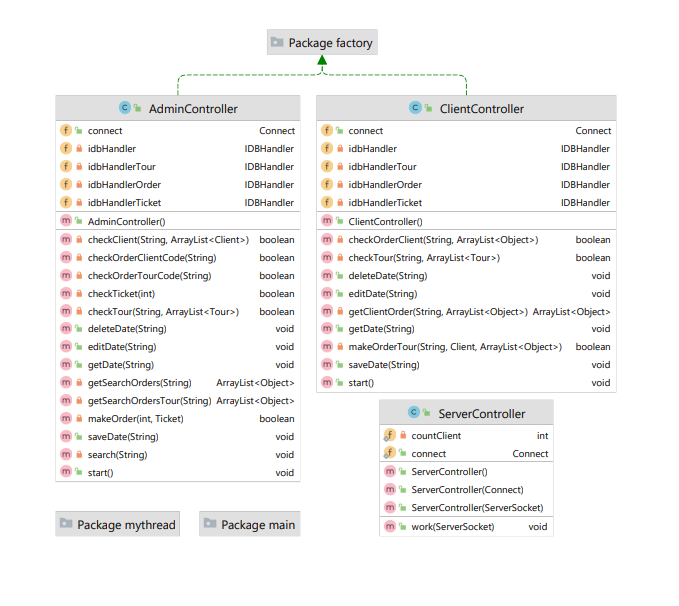 Package factory
AdminController
connect Connect
idbHandler IDBHandler
idbHandlerTour IDBHandler
idbHandlerOrder IDBHandler
idbHandlerTicket IDBHandler
AdminController()
checkClient(String, ArrayList<Client>) boolean
checkOrderClientCode(String) boolean
checkOrderTourCode(String) boolean
checkTicket(int) boolean
checkTour(String, ArrayList<Tour>) boolean
deleteDate(String) void
editDate(String) void
getDate(String) void
getSearchOrders(String) ArrayList<Object>
getSearchOrdersTour(String) ArrayList<Object>
makeOrder(int, Ticket) boolean
saveDate(String) void
search(String) void
start() void
ClientController
connect Connect
idbHandler IDBHandler
idbHandlerTour IDBHandler
idbHandlerOrder IDBHandler
idbHandlerTicket IDBHandler
ClientController()
checkOrderClient(String, ArrayList<Object>) boolean
checkTour(String, ArrayList<Tour>) boolean
deleteDate(String) void
editDate(String) void
getClientOrder(String, ArrayList<Object>) ArrayList<Object>
getDate(String) void
makeOrderTour(String, Client, ArrayList<Object>) boolean
saveDate(String) void
start() void
ServerController
countClient int
connect Connect
ServerController()
ServerController(Connect)
ServerController(ServerSocket)
work(ServerSocket) void
Package mythread
Package main